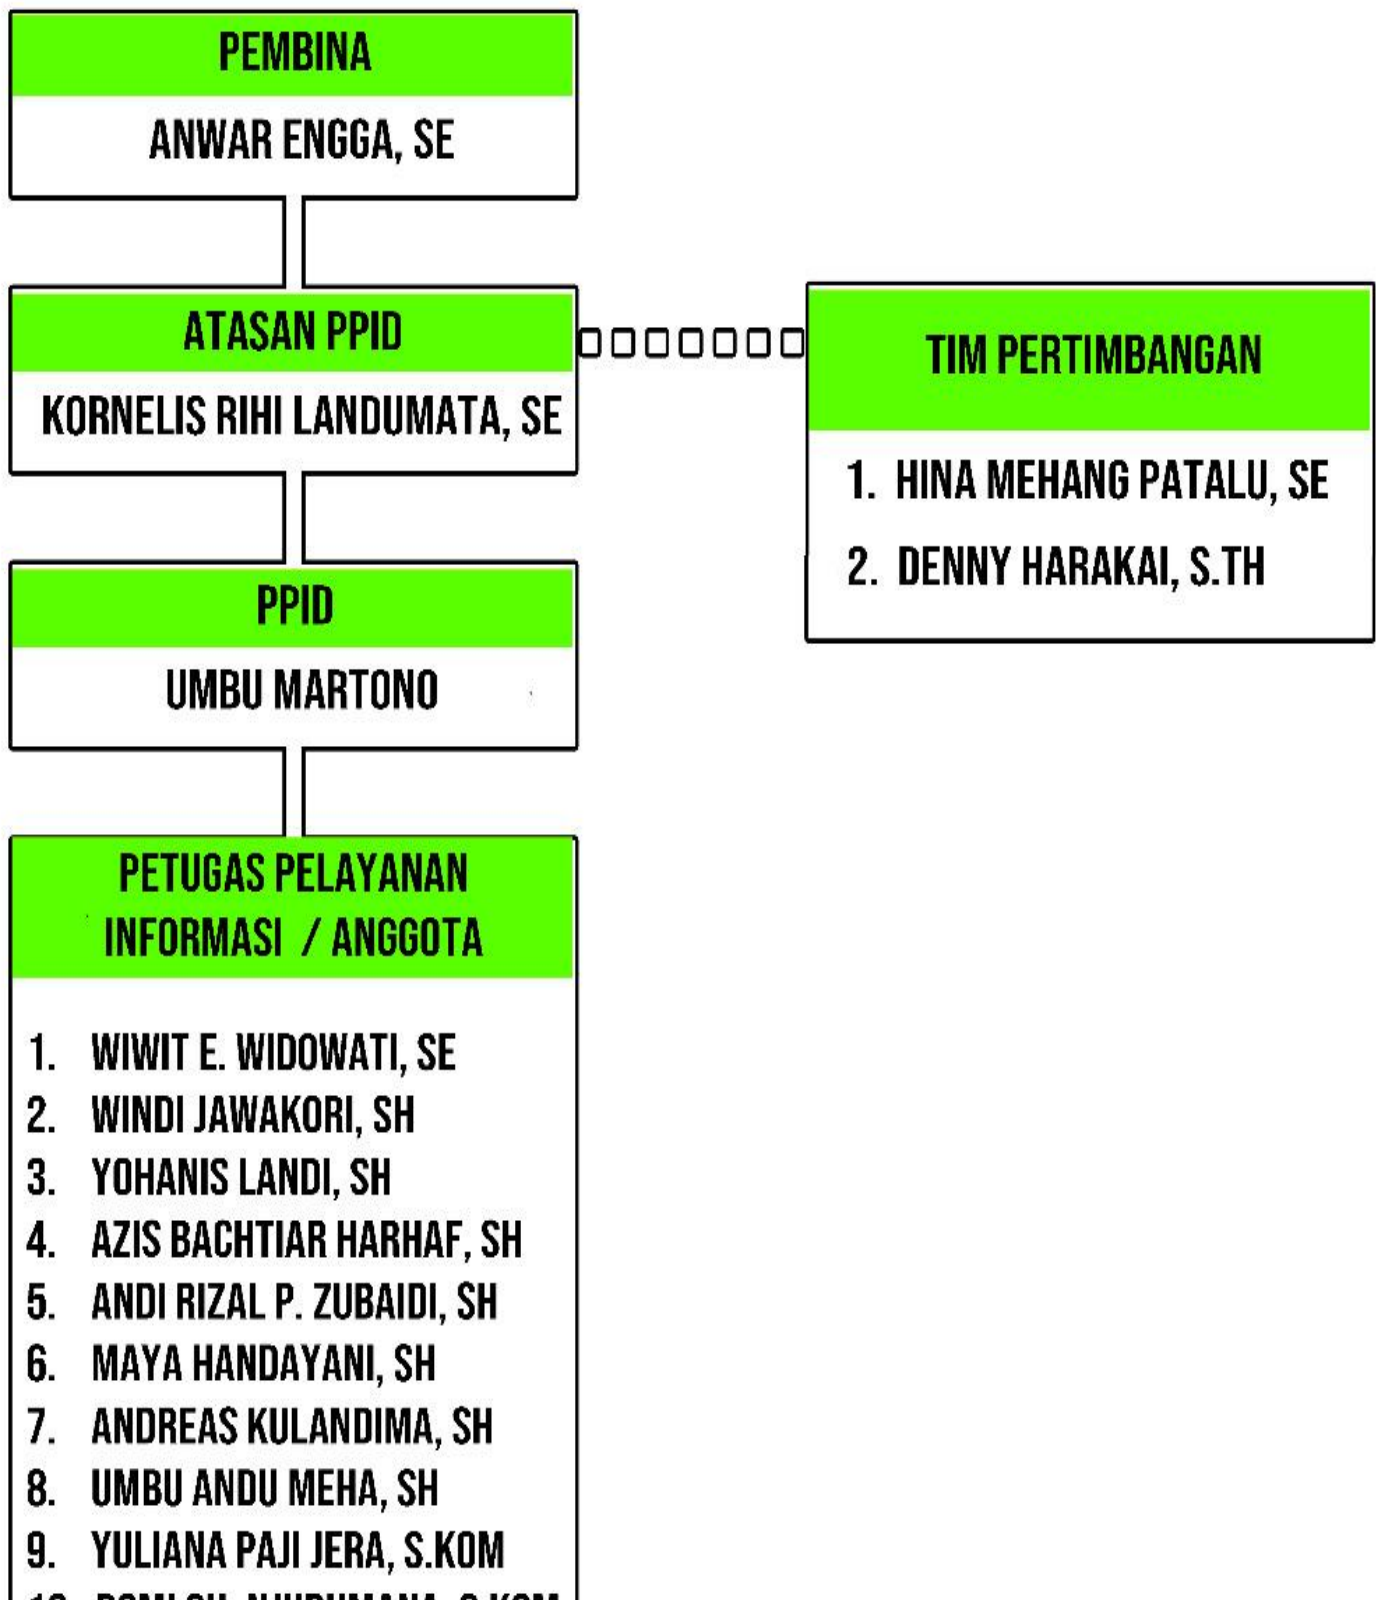 PEMBINA
ANWAR ENGGA, SE
ATASAN PPID
KORNELIS RIHI LANDUMATA, SE
TIM PERTIMBANGAN
1. HINA MEHANG PATALU, SE
2. DENNY HARAKAI, S.TH
PPID
UMBU MARTONO
PETUGAS PELAYANAN
INFORMASI / ANGGOTA
1. WIWIT E. WIDOWATI, SE
2. WINDI JAWAKORI, SH
3. YOHANIS LANDI, SH
4. AZIS BACHTIAR HARHAF, SH
5. ANDI RIZAL P. ZUBAIDI, SH
6. MAYA HANDAYANI, SH
7. ANDREAS KULANDIMA, SH
8. UMBU ANDU MEHA, SH
9. YULIANA PAJI JERA, S.KOM